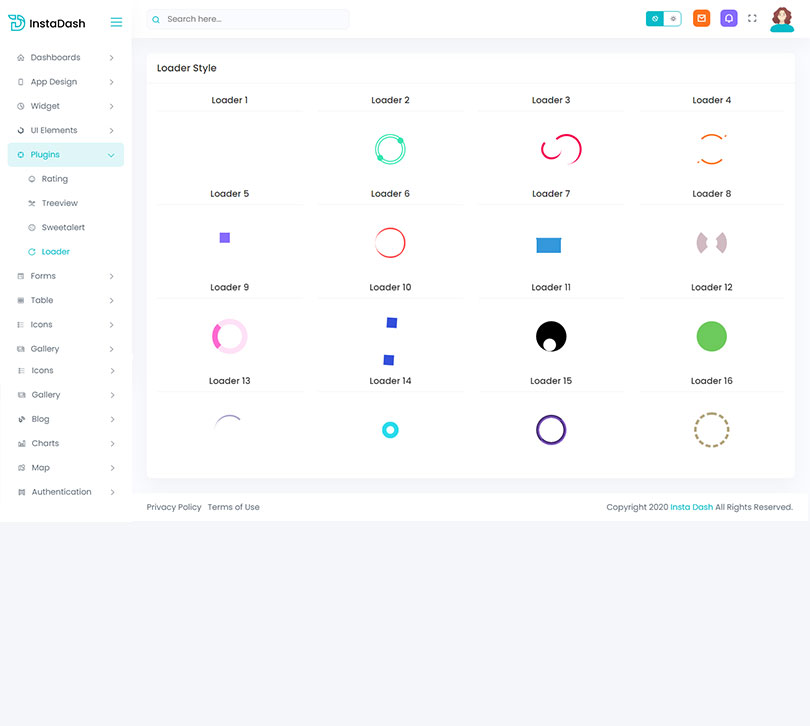 InstaDash
Search here...
Dashboards
App Design
Widget
UI Elements
Plugins
Rating
Treeview
Sweetalert
Loader
Forms
Table
Icons
Gallery
Icons
Gallery
Blog
Charts
Map
Authentication
Loader Style
Loader 1 Loader 2 Loader 3 Loader 4
Loader 5 Loader 6 Loader 7 Loader 8
Loader 9 Loader 10 Loader 11 Loader 12
Loader 13 Loader 14 Loader 15 Loader 16
Privacy Policy Terms of Use
Copyright 2020 Insta Dash All Rights Reserved.